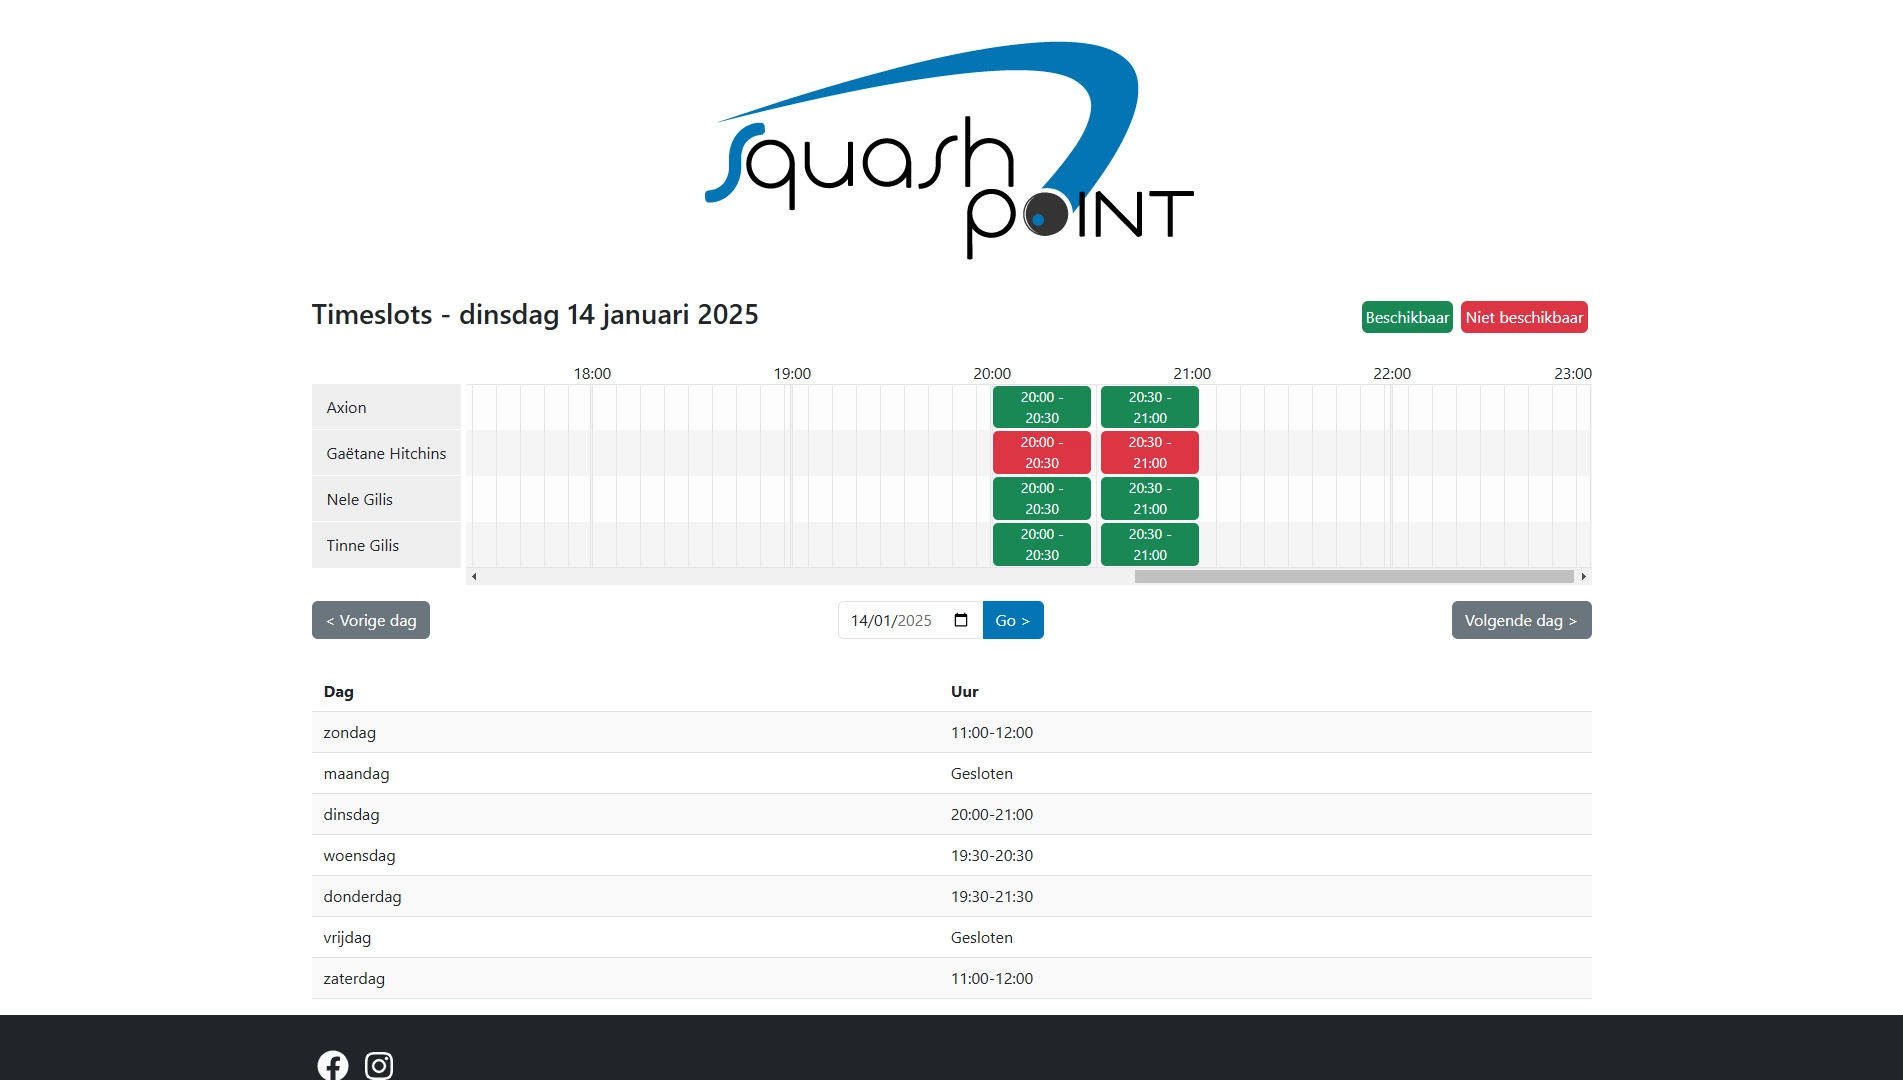 Squash
POINT
Timeslots - dinsdag 14 januari 2025
Beschikbaar Niet beschikbaar
18:00 19:00 20:00 21:00 22:00 23:00
Axion
20:00 -
20:30
20:30 -
21:00
Gaëtane Hitchins
20:00 -
20:30
20:30 -
21:00
Nele Gilis
20:00 -
20:30
20:30 -
21:00
Tinne Gilis
20:00 -
20:30
20:30 -
21:00
< Vorige dag 14/01/2025 Go > Volgende dag >
Dag Uur
zondag 11:00-12:00
maandag Gesloten
dinsdag 20:00-21:00
woensdag 19:30-20:30
donderdag 19:30-21:30
vrijdag Gesloten
zaterdag 11:00-12:00